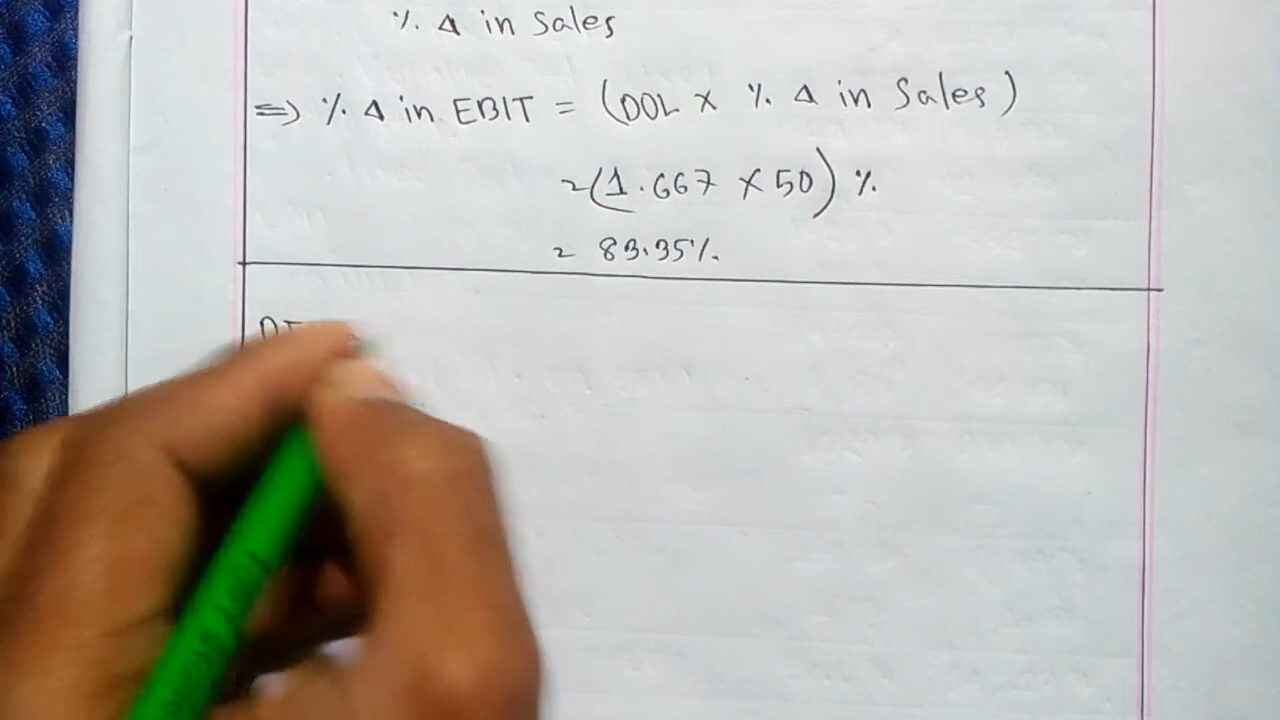 % Δ in Sales
=> % Δ in EBIT = (DOL × % Δ in Sales)
=(1.667 × 50) %
= 83.35%